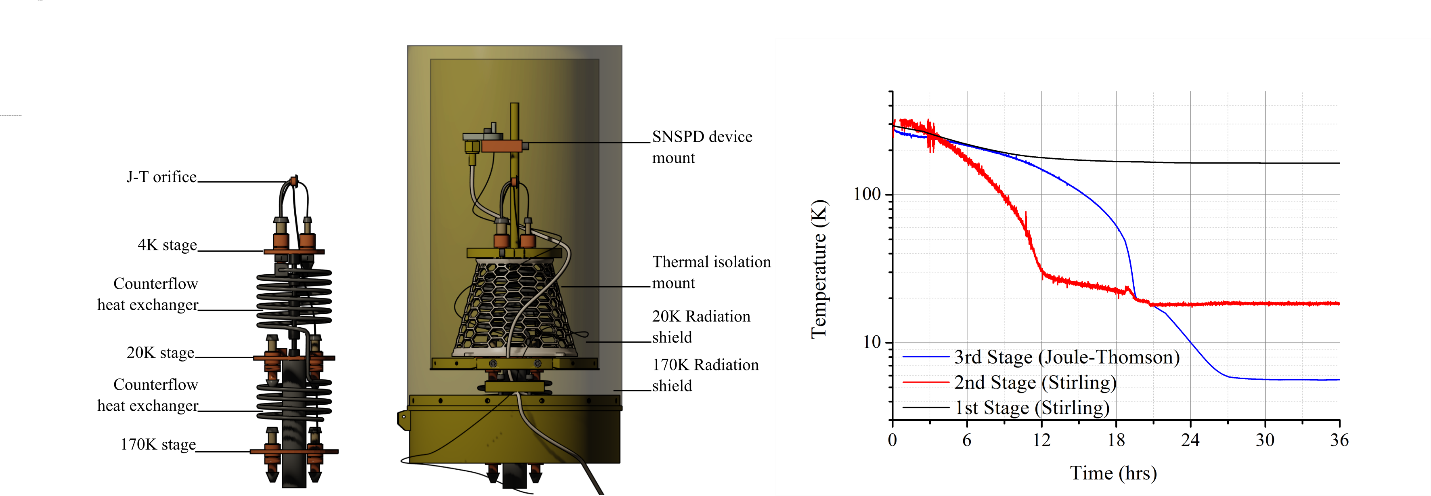 J-T orifice
4K stage
Counterflow
heat exchanger
20K stage
Counterflow
heat exchanger
170K stage
SNSPD device
mount
Thermal isolation
mount
20K Radiation
shield
170K Radiation
shield
Temperature (K)
100
10
3rd Stage (Joule-Thomson)
2nd Stage (Stirling)
1st Stage (Stirling)
0 6 12 18 24 30 36
Time (hrs)